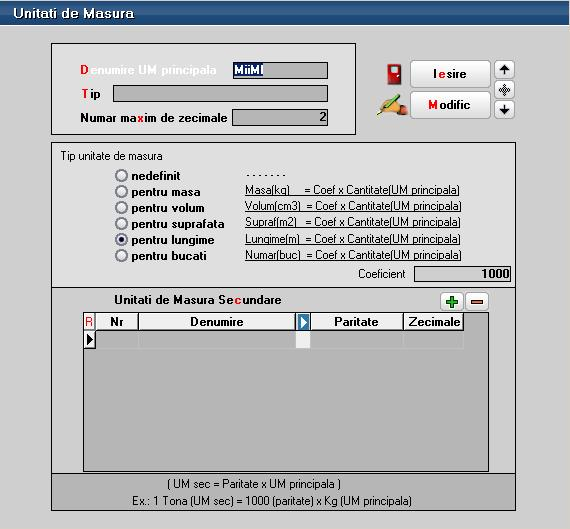 Unitati de Masura
Denumire UM principala MiiMl
Tip
Numar maxim de zecimale 2
Iesire
Modific
Tip unitate de masura
nedefinit - - - - - - -
pentru masa Masa(kg) = Coef x Cantitate(UM principala)
pentru volum Volum(cm3) = Coef x Cantitate(UM principala)
pentru suprafata Supraf(m2) = Coef x Cantitate(UM principala)
pentru lungime Lungime(m) = Coef x Cantitate(UM principala)
pentru bucati Numar(buc) = Coef x Cantitate(UM principala)
Coeficient 1000
Unitati de Masura Secundare
R Nr Denumire Paritate Zecimale
( UM sec = Paritate x UM principala )
Ex.: 1 Tona (UM sec) = 1000 (paritate) x Kg (UM principala)